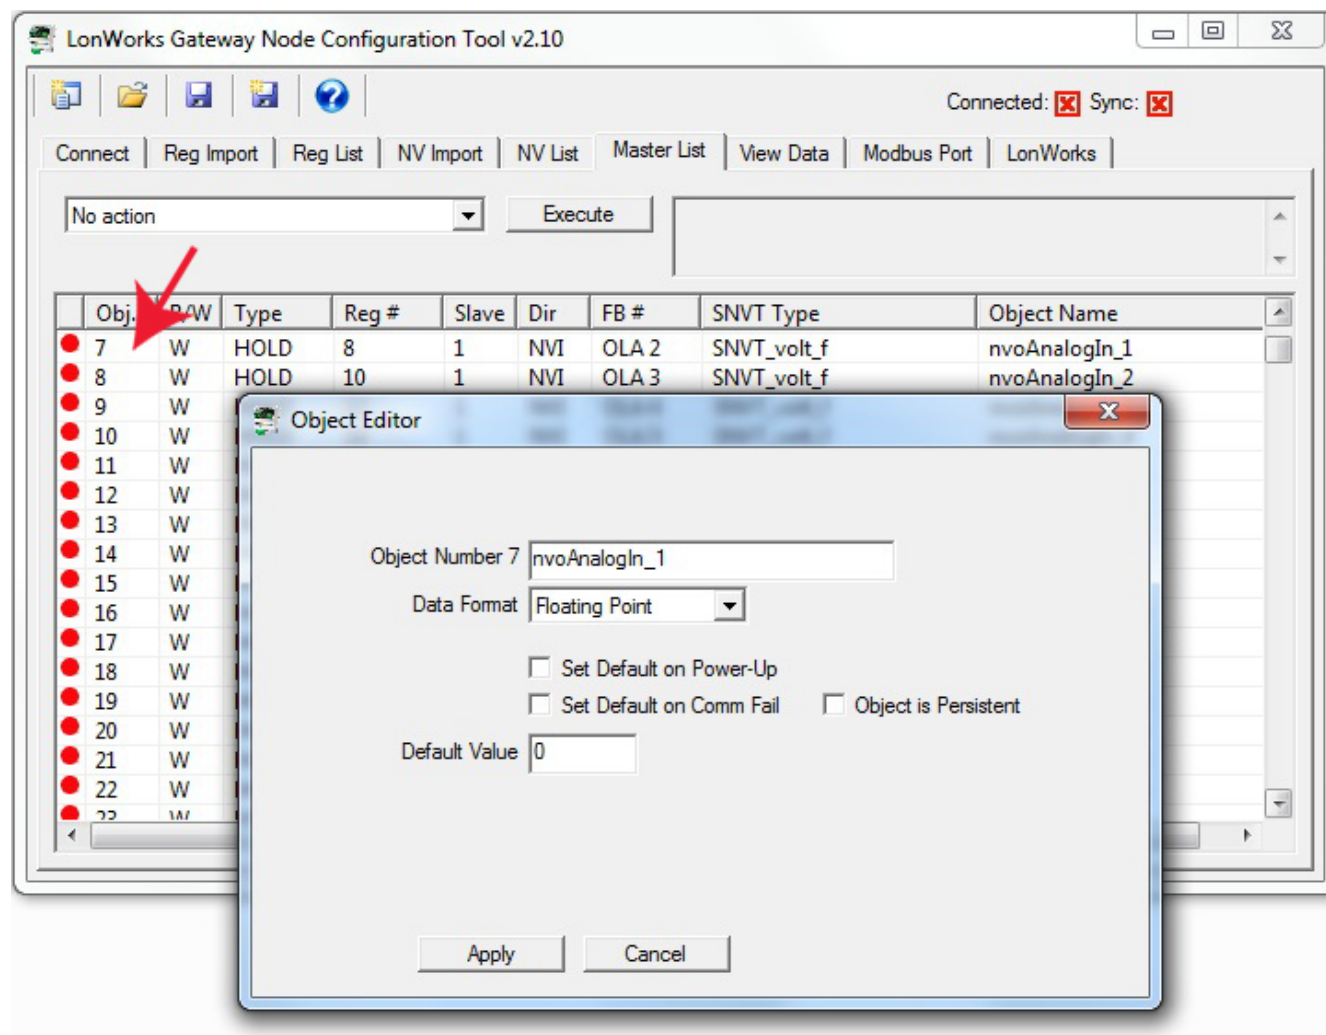 LonWorks Gateway Node Configuration Tool v2.10
Connected: Sync:
Connect Reg Import Reg List NV Import NV List Master List View Data Modbus Port LonWorks
No action Execute
Obj. R/W Type Reg # Slave Dir FB # SNVT Type Object Name
7 W HOLD 8 1 NVI OLA 2 SNVT_volt_f nvoAnalogIn_1
8 W HOLD 10 1 NVI OLA 3 SNVT_volt_f nvoAnalogIn_2
9 W
10 W
11 W
12 W
13 W
14 W
15 W
16 W
17 W
18 W
19 W
20 W
21 W
22 W
23 W
Object Editor
Object Number 7 nvoAnalogIn_1
Data Format Floating Point
Set Default on Power-Up
Set Default on Comm Fail Object is Persistent
Default Value 0
Apply Cancel